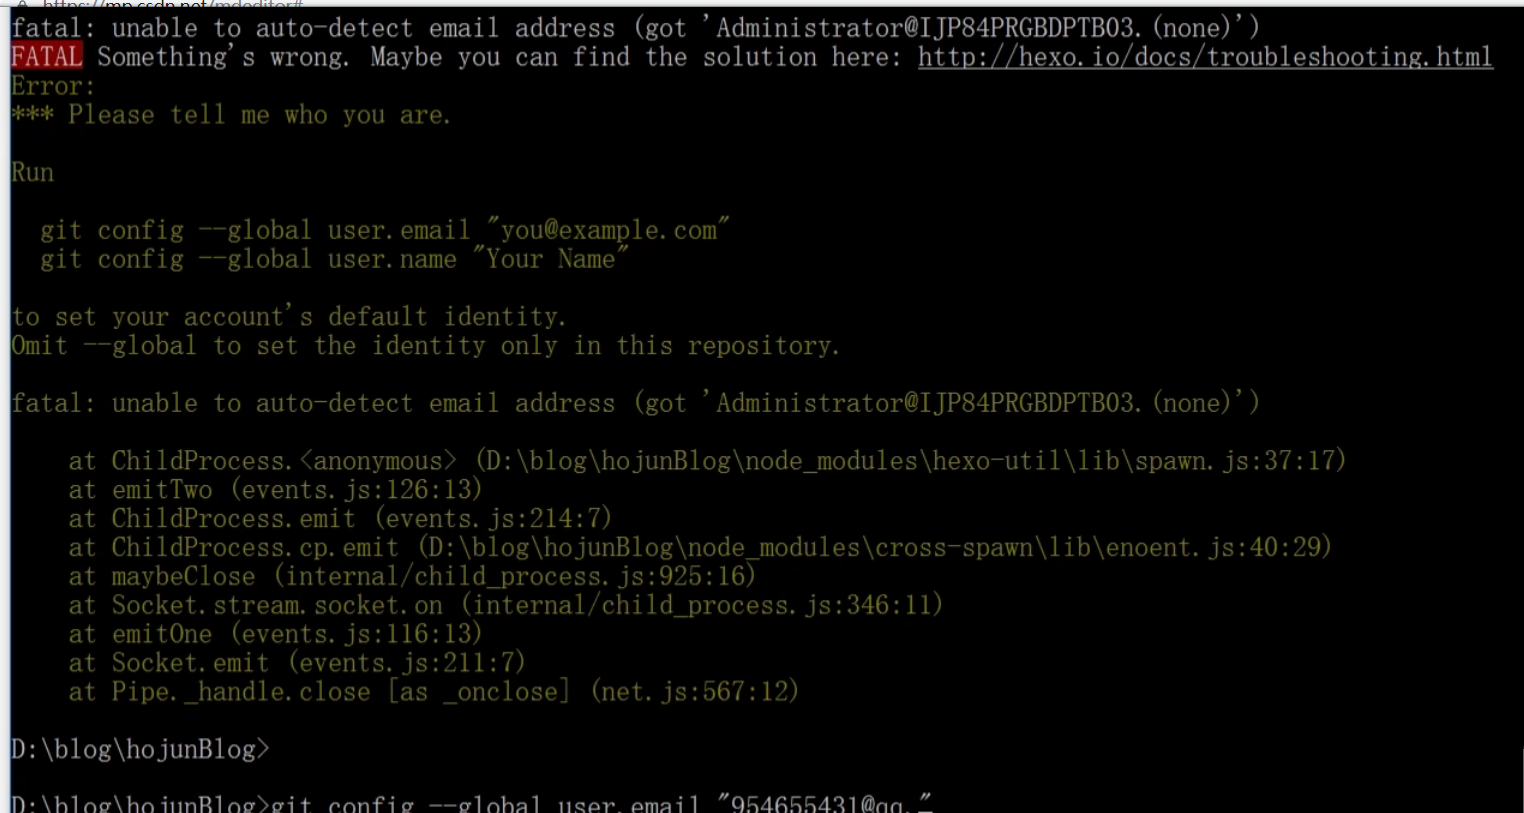 https://mp.csdn.net/mdeditor#
fatal: unable to auto-detect email address (got 'Administrator@IJP84PRGBDPTB03.(none)')
FATAL Something's wrong. Maybe you can find the solution here: http://hexo.io/docs/troubleshooting.html
Error:
*** Please tell me who you are.
Run
git config --global user.email "you@example.com"
git config --global user.name "Your Name"
to set your account's default identity.
Omit --global to set the identity only in this repository.
fatal: unable to auto-detect email address (got 'Administrator@IJP84PRGBDPTB03.(none)')
at ChildProcess.<anonymous> (D:\blog\hojunBlog\node_modules\hexo-util\lib\spawn.js:37:17)
at emitTwo (events.js:126:13)
at ChildProcess.emit (events.js:214:7)
at ChildProcess.cp.emit (D:\blog\hojunBlog\node_modules\cross-spawn\lib\enoent.js:40:29)
at maybeClose (internal/child_process.js:925:16)
at Socket.stream.socket.on (internal/child_process.js:346:11)
at emitOne (events.js:116:13)
at Socket.emit (events.js:211:7)
at Pipe._handle.close [as _onclose] (net.js:567:12)
D:\blog\hojunBlog>
D:\blog\hojunBlog>git config --global user.email "954655431@qq."